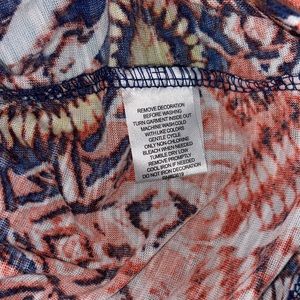 REMOVE DECORATION
BEFORE WASHING
TURN GARMENT INSIDE OUT
MACHINE WASH COLD
WITH LIKE COLORS
GENTLE CYCLE
ONLY NON-CHLORINE
BLEACH WHEN NEEDED
TUMBLE DRY LOW
REMOVE PROMPTLY
COOL IRON IF NEEDED
DO NOT IRON DECORATION